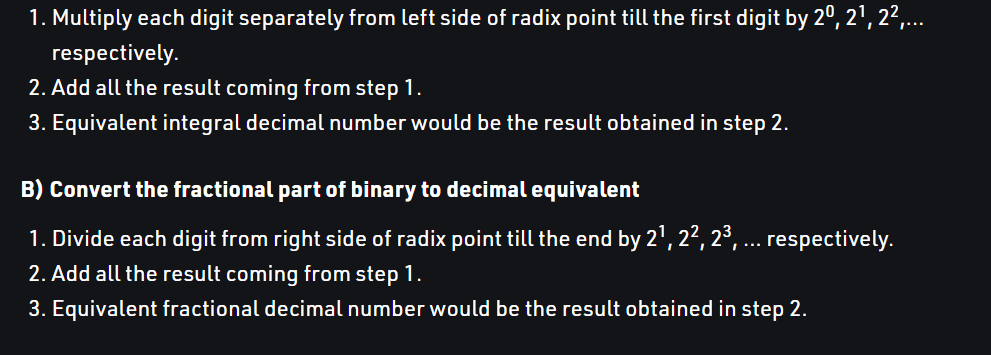 1. Multiply each digit separately from left side of radix point till the first digit by 2⁰, 2¹, 2²,...
respectively.
2. Add all the result coming from step 1.
3. Equivalent integral decimal number would be the result obtained in step 2.
B) Convert the fractional part of binary to decimal equivalent
1. Divide each digit from right side of radix point till the end by 2¹, 2², 2³, ... respectively.
2. Add all the result coming from step 1.
3. Equivalent fractional decimal number would be the result obtained in step 2.